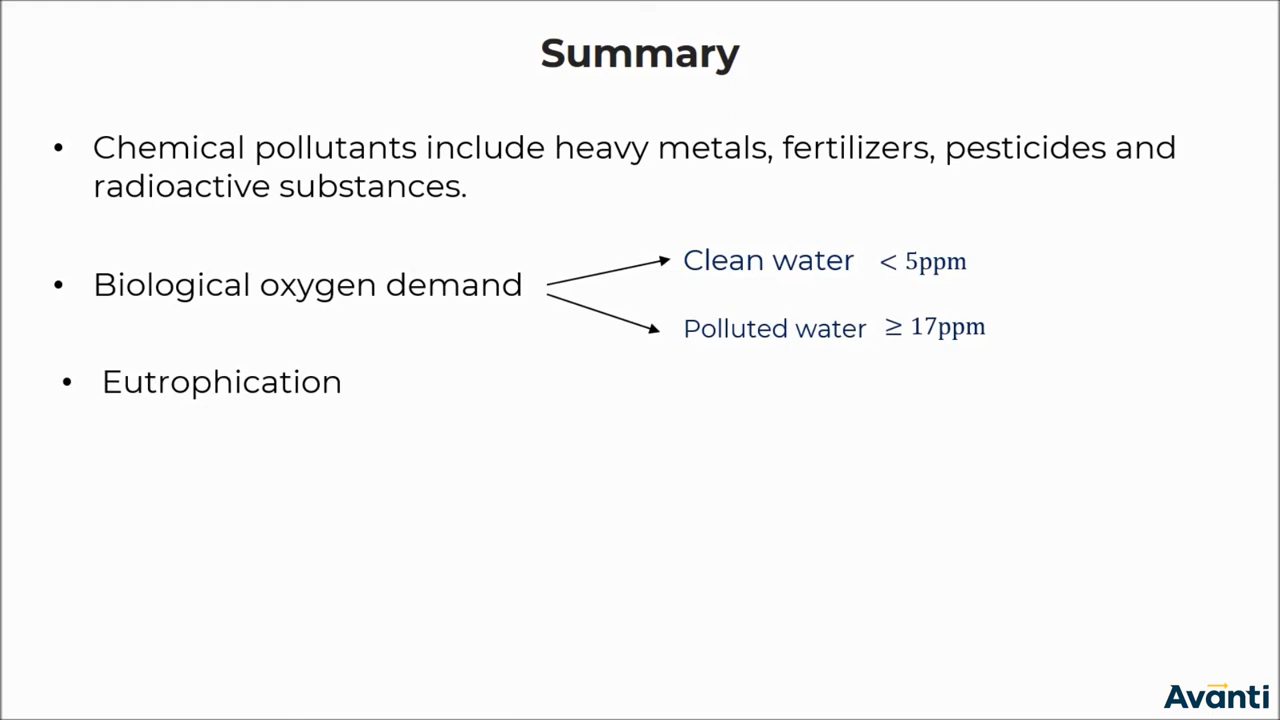 Summary
• Chemical pollutants include heavy metals, fertilizers, pesticides and
radioactive substances.
• Biological oxygen demand
Clean water < 5ppm
Polluted water ≥ 17ppm
• Eutrophication
Avanti